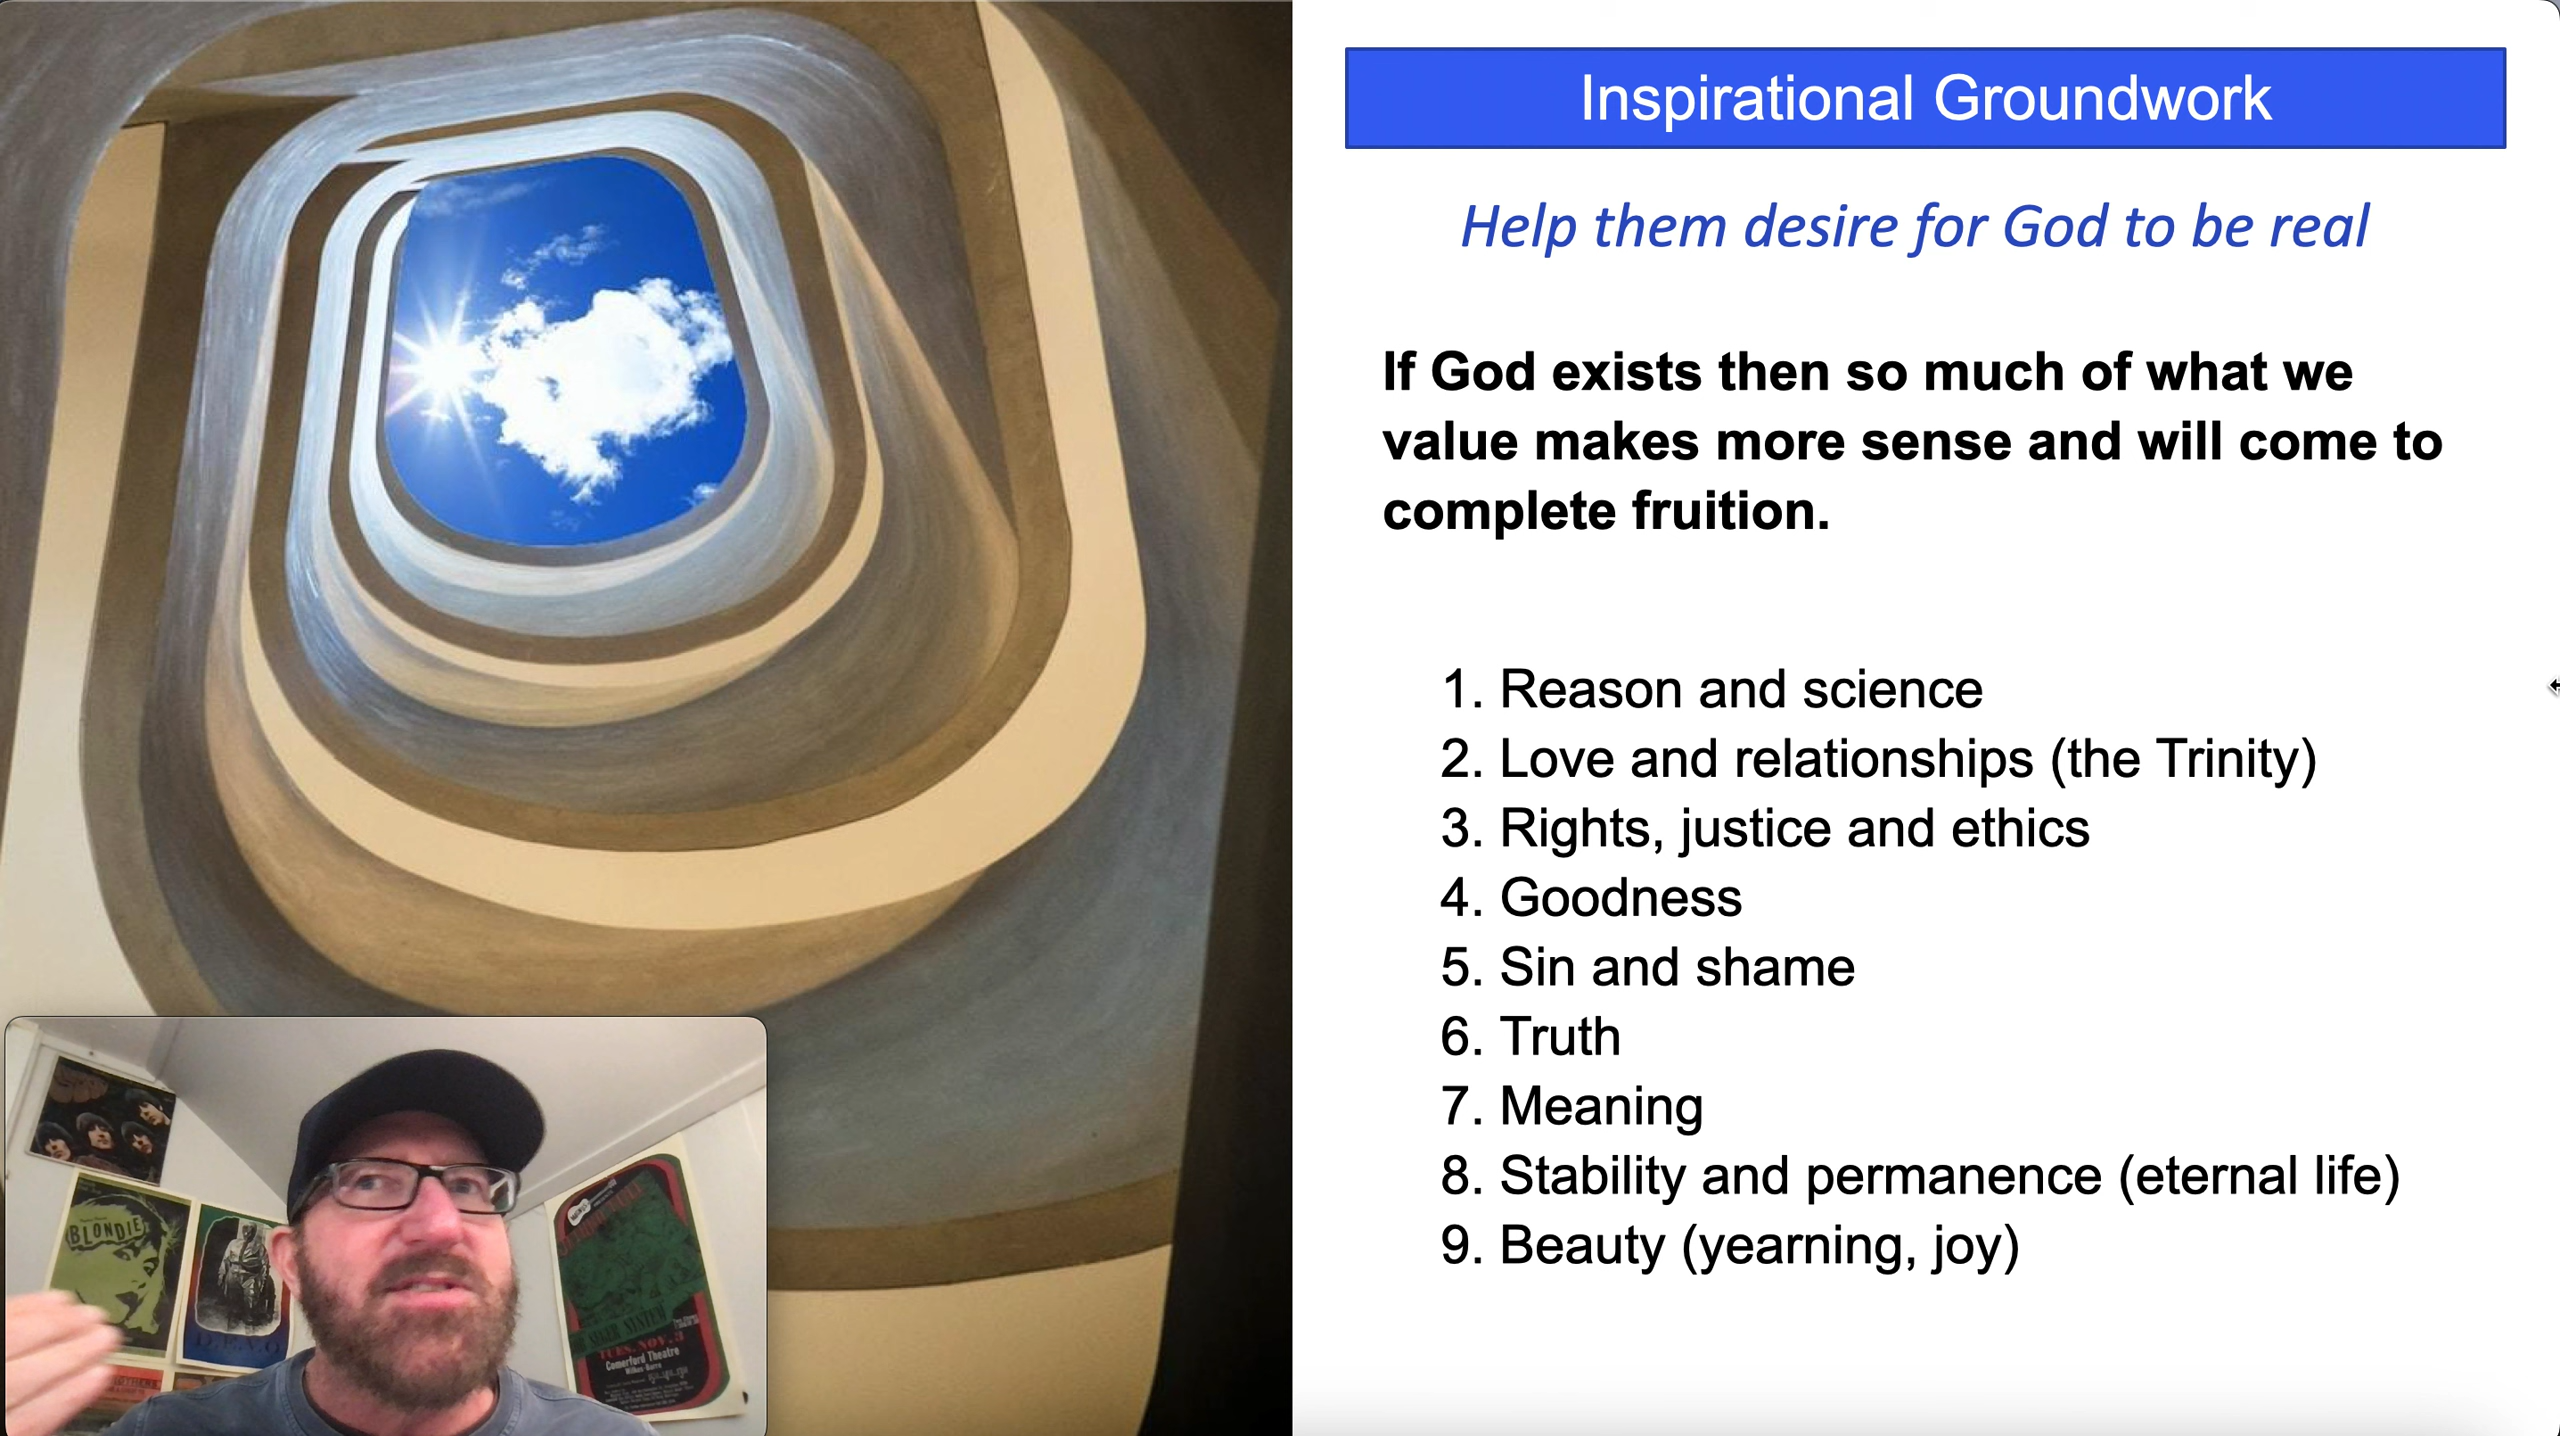 Inspirational Groundwork
Help them desire for God to be real
If God exists then so much of what we
value makes more sense and will come to
complete fruition.
1. Reason and science
2. Love and relationships (the Trinity)
3. Rights, justice and ethics
4. Goodness
5. Sin and shame
6. Truth
7. Meaning
8. Stability and permanence (eternal life)
9. Beauty (yearning, joy)
BLONDIE
D.E.V.O
TUES. NOV. 3
Comerford Theatre
Wilkes-Barre